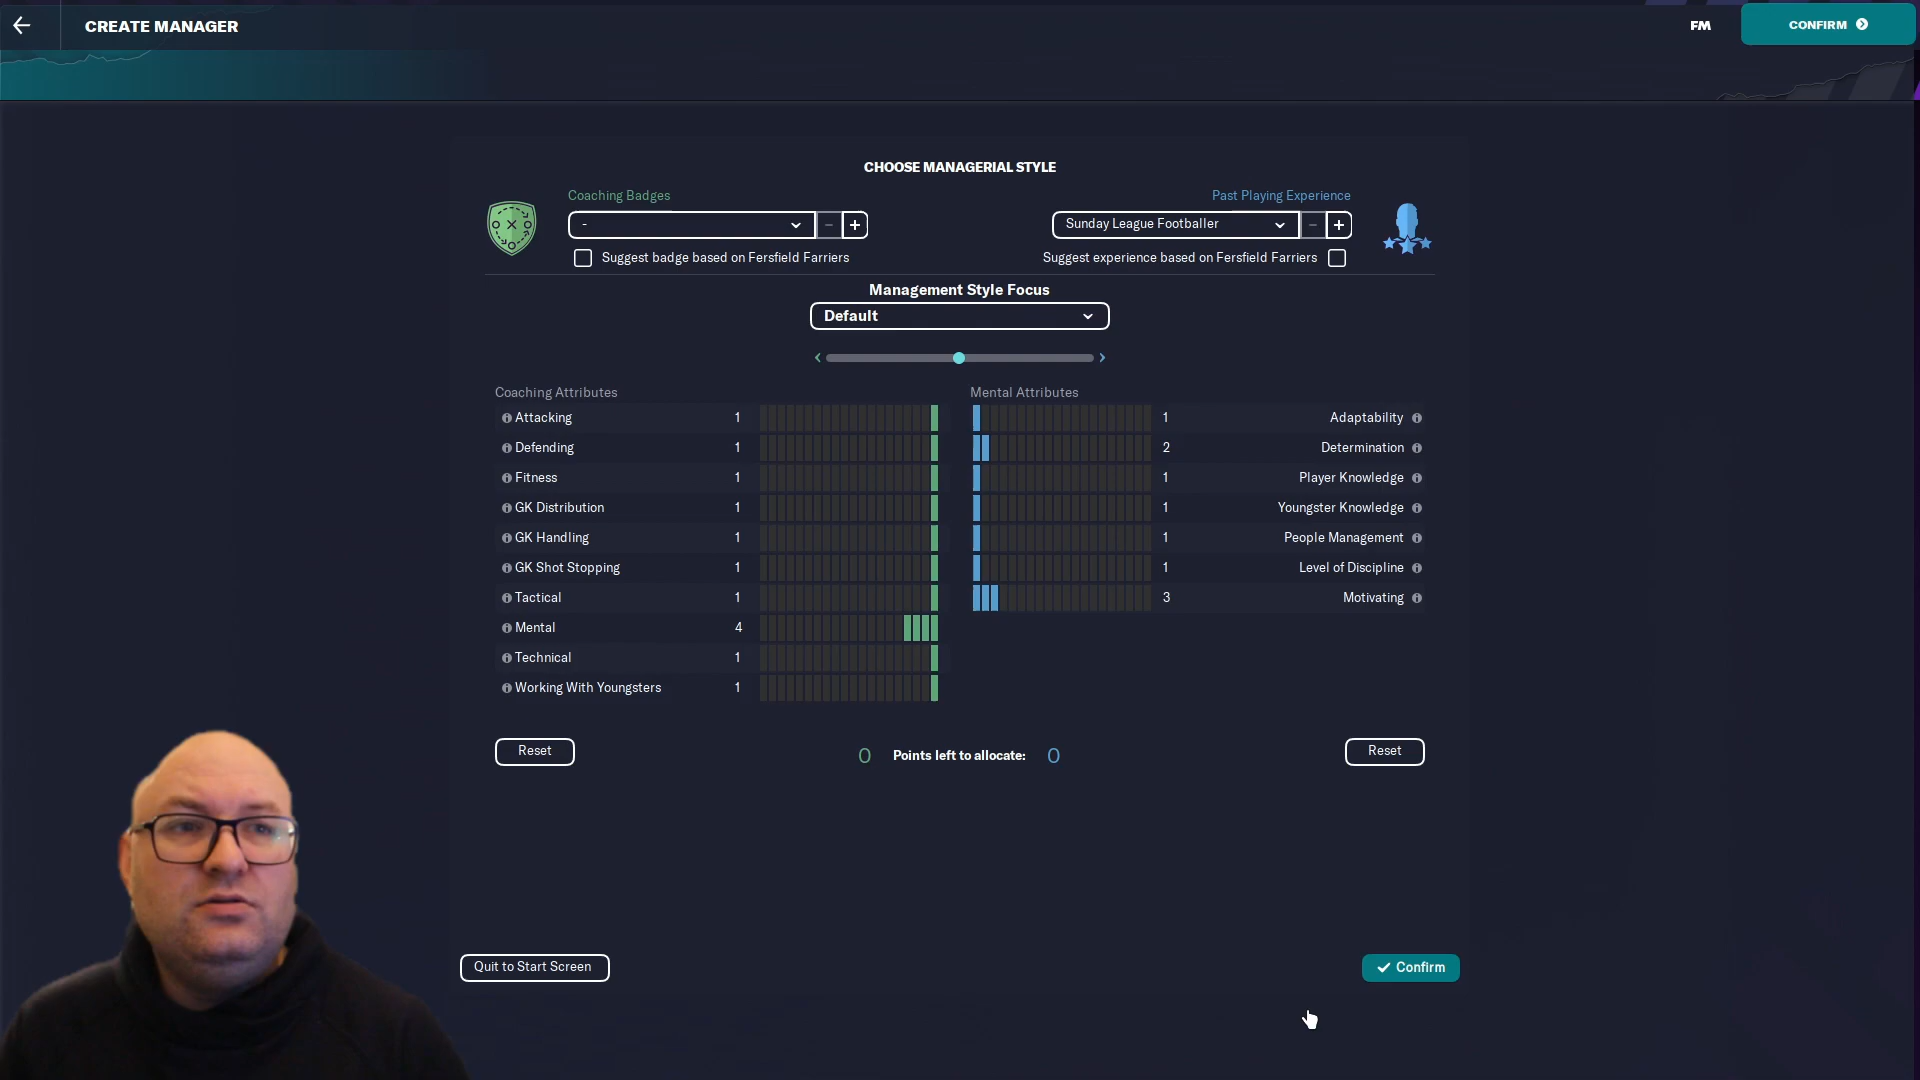 CREATE MANAGER
FM
CONFIRM
CHOOSE MANAGERIAL STYLE
Coaching Badges
Past Playing Experience
-
Sunday League Footballer
Suggest badge based on Fersfield Farriers
Suggest experience based on Fersfield Farriers
Management Style Focus
Default
Coaching Attributes
Mental Attributes
Attacking 1
1 Adaptability
Defending 1
2 Determination
Fitness 1
1 Player Knowledge
GK Distribution 1
1 Youngster Knowledge
GK Handling 1
1 People Management
GK Shot Stopping 1
1 Level of Discipline
Tactical 1
3 Motivating
Mental 4
Technical 1
Working With Youngsters 1
Reset
0 Points left to allocate: 0
Reset
Quit to Start Screen
Confirm